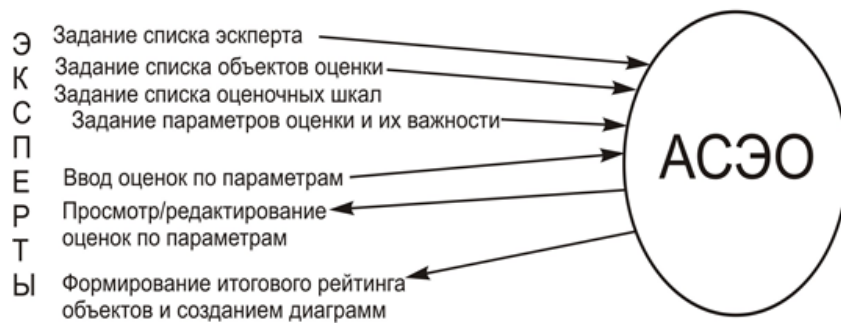 ЭКСПЕРТЫ
Задание списка эскперта
Задание списка объектов оценки
Задание списка оценочных шкал
Задание параметров оценки и их важности
Ввод оценок по параметрам
Просмотр/редактирование
оценок по параметрам
Формирование итогового рейтинга
объектов и созданием диаграмм
АСЭО